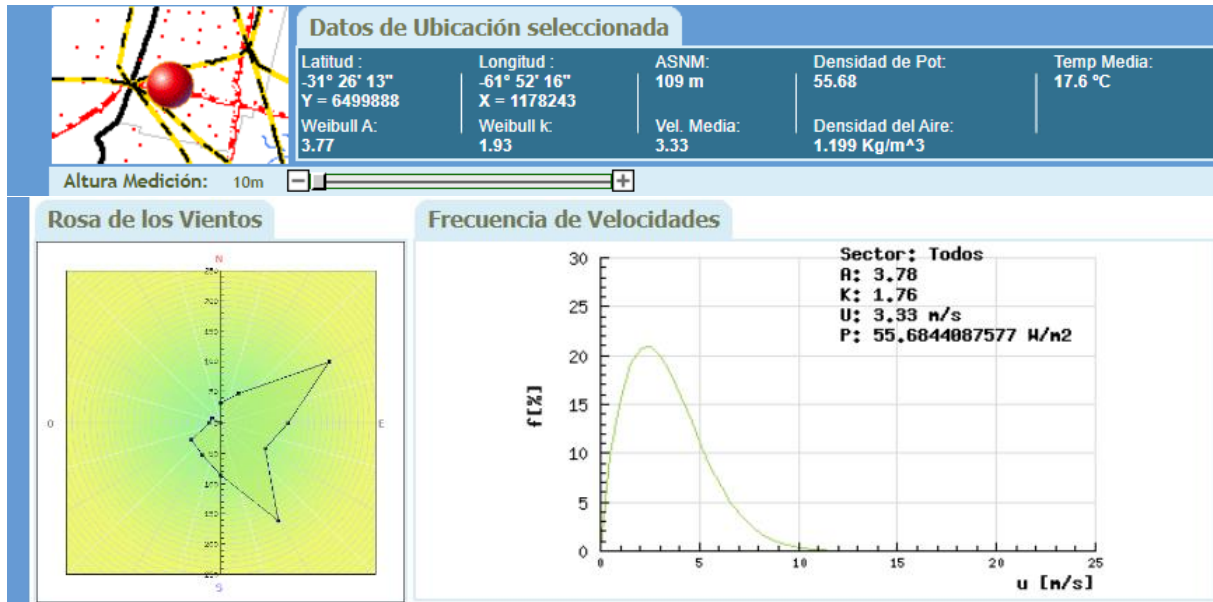 Datos de Ubicación seleccionada
Latitud : Longitud : ASNM: Densidad de Pot: Temp Media:
-31° 26' 13" -61° 52' 16" 109 m 55.68 17.6 ºC
Y = 6499888 X = 1178243
Weibull A: Weibull k: Vel. Media: Densidad del Aire:
3.77 1.93 3.33 1.199 Kg/m^3
Altura Medición: 10m
Rosa de los Vientos
Frecuencia de Velocidades
N
O
E
S
Sector: Todos
A: 3.78
K: 1.76
U: 3.33 m/s
P: 55.6844087577 W/m2
f[%]
30
25
20
15
10
5
0
0 5 10 15 20 25
u [m/s]